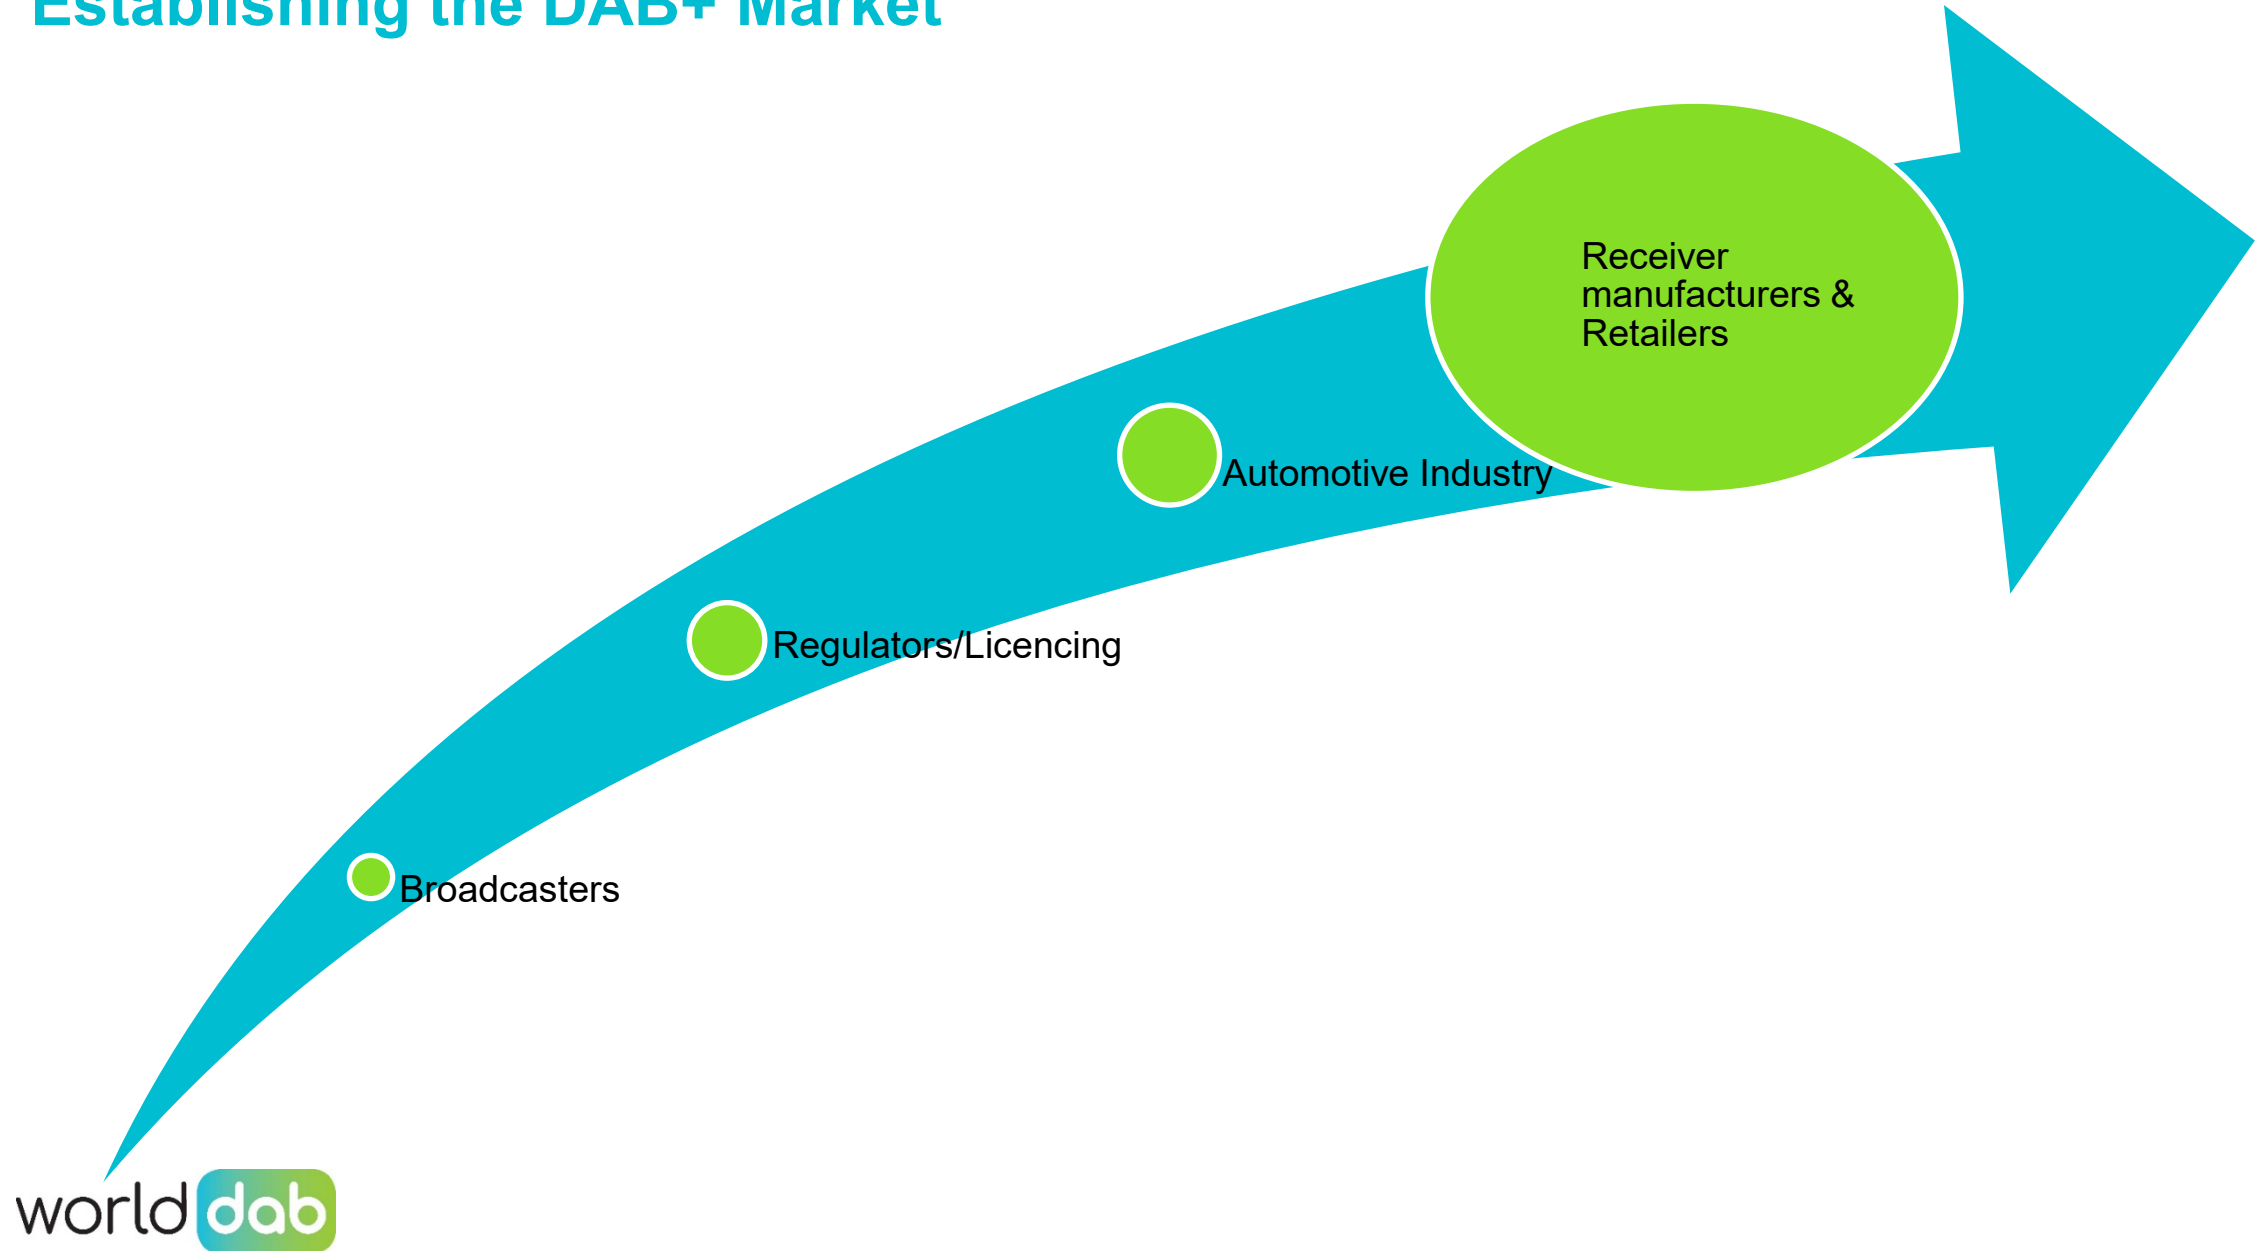 Establishing the DAB+ Market
Receiver
manufacturers &
Retailers
Automotive Industry
Regulators/Licencing
Broadcasters
world dab